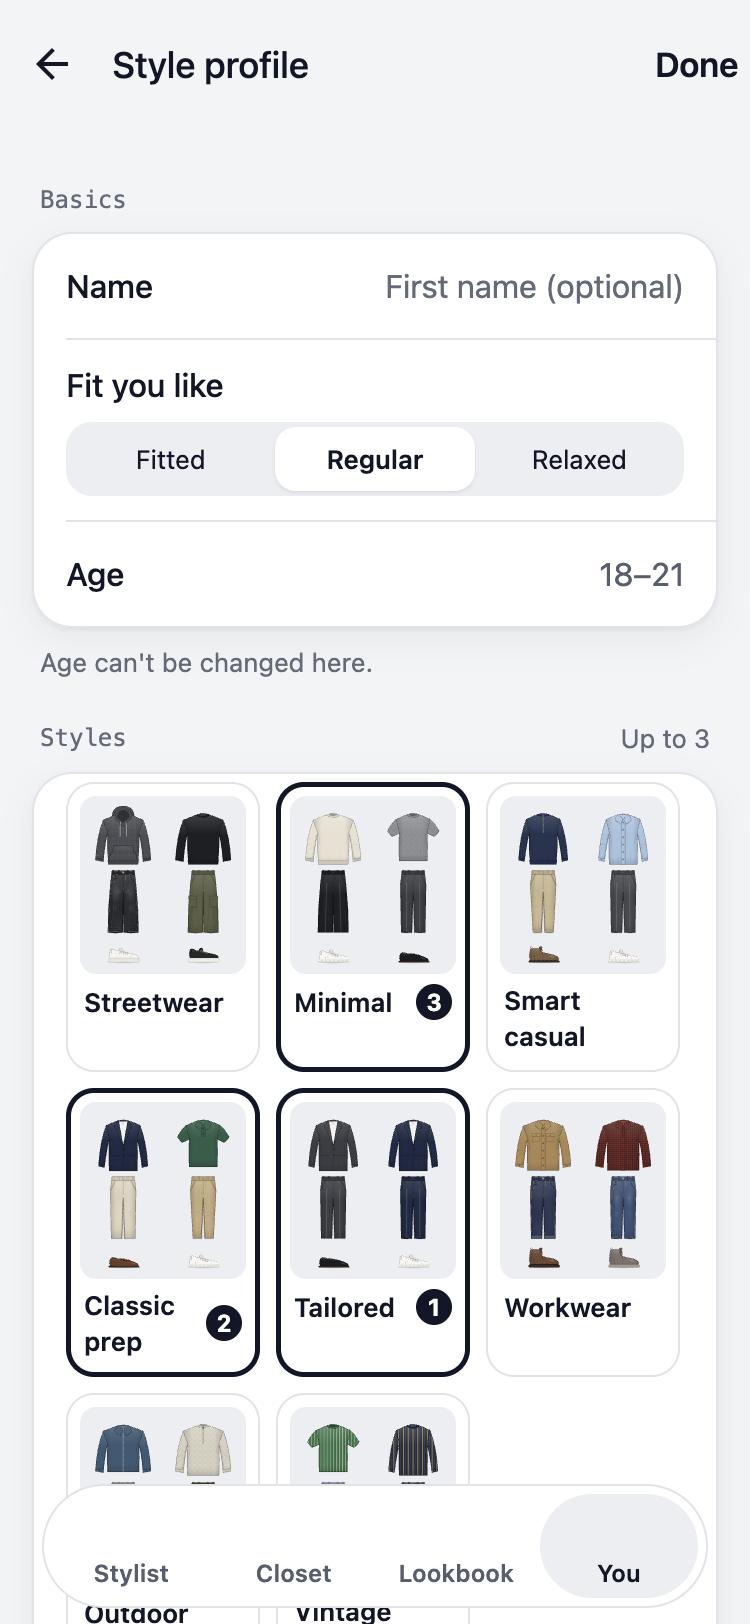 Style profile
Done
Basics
Name
First name (optional)
Fit you like
Fitted
Regular
Relaxed
Age
18–21
Age can't be changed here.
Styles
Up to 3
Streetwear
Minimal
3
Smart
casual
Classic
prep
2
Tailored
1
Workwear
Stylist
Closet
Lookbook
You
Outdoor
Vintage